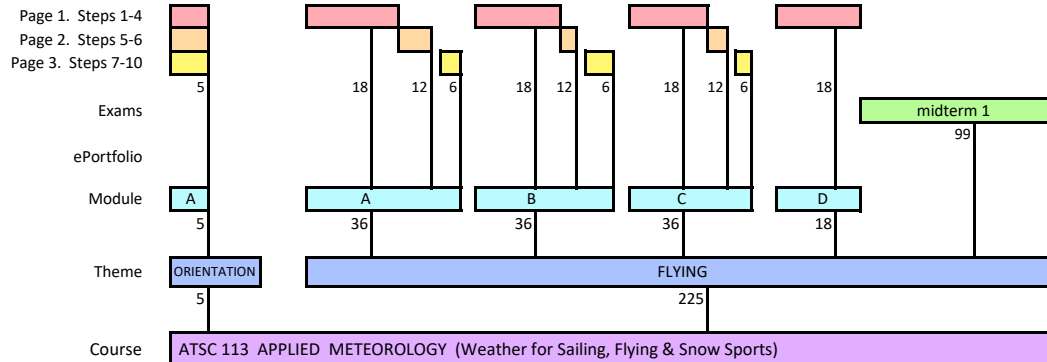 Page 1.  Steps 1-4
Page 2.  Steps 5-6
Page 3.  Steps 7-10
5 18 12 6 18 12 6 18 12 6 18
Exams midterm 1
99
ePortfolio
Module A A B C D
5 36 36 36 18
Theme ORIENTATION FLYING
5 225
Course ATSC 113  APPLIED  METEOROLOGY  (Weather for Sailing, Flying & Snow Sports)